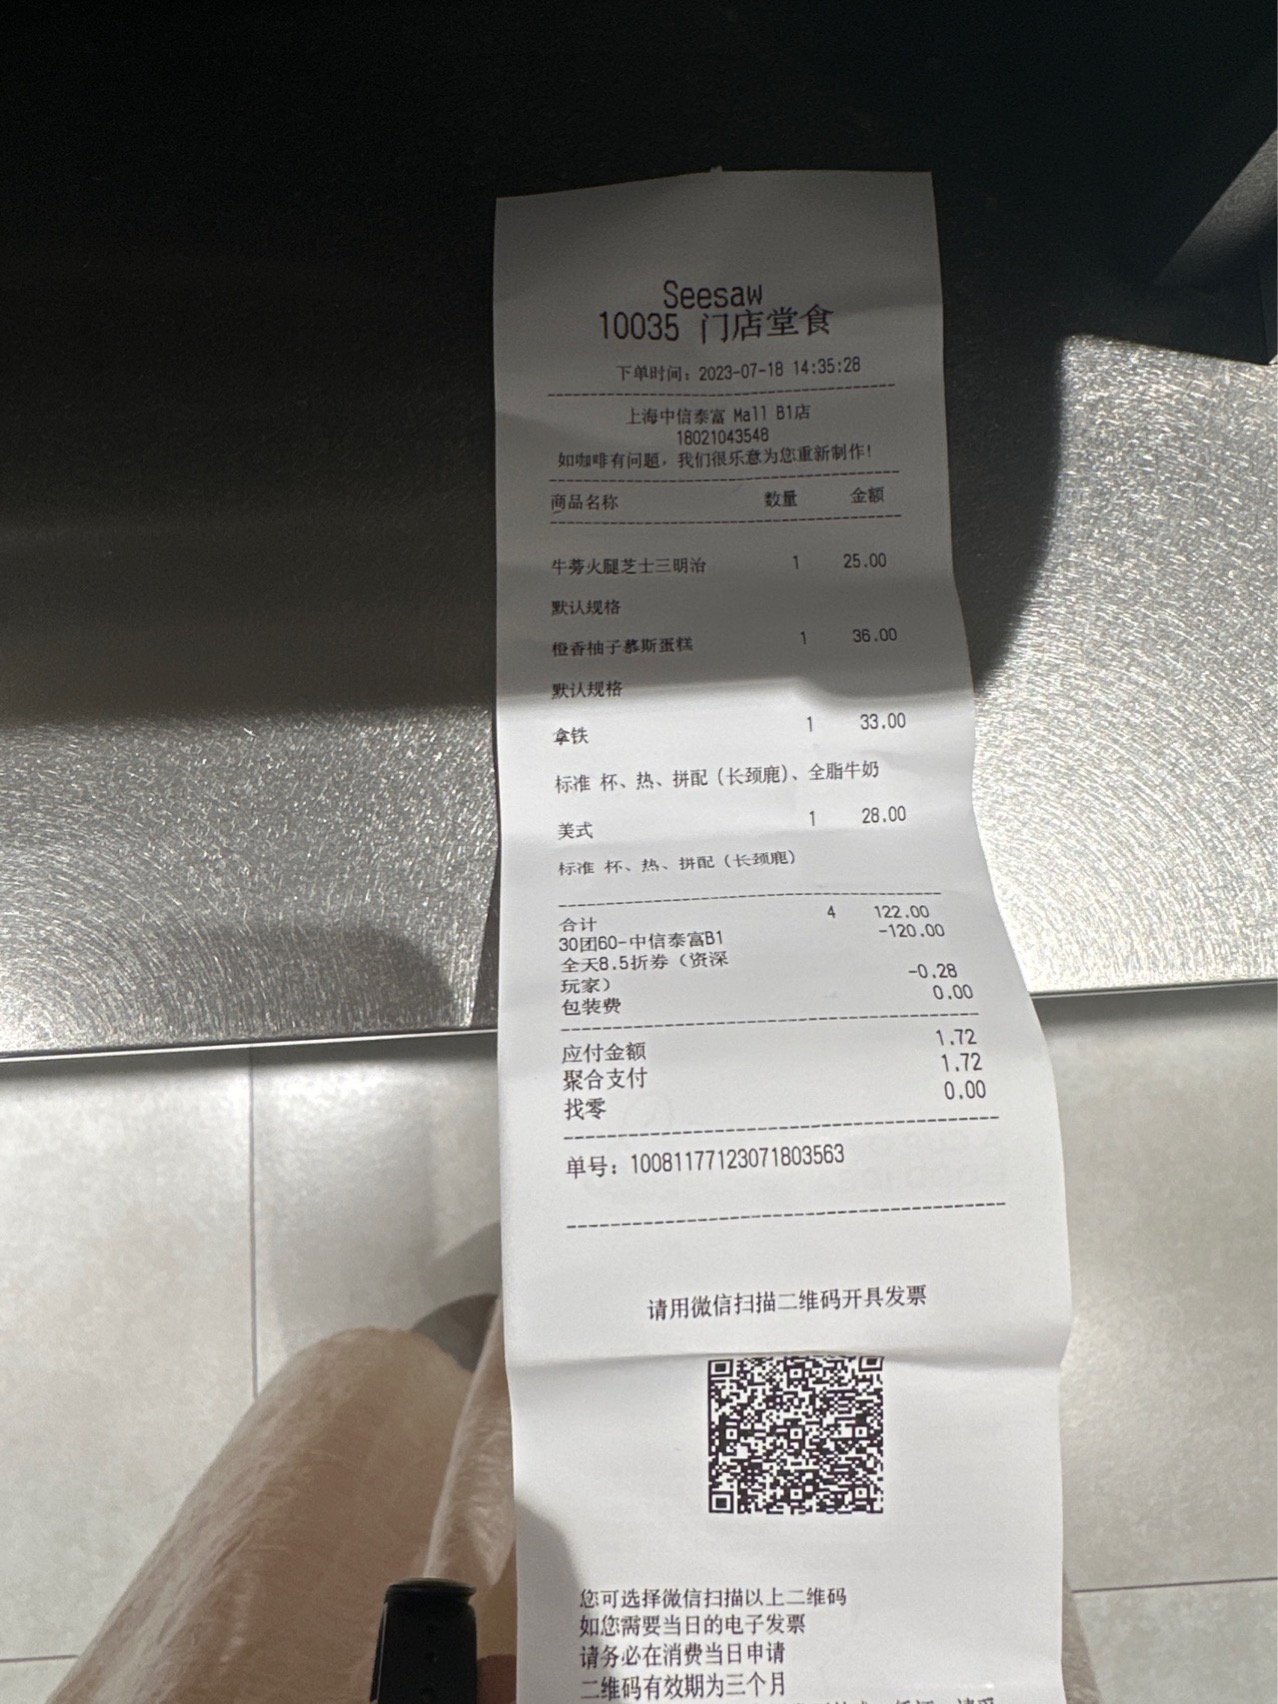 Seesaw
10035 门店堂食
下单时间：2023-07-18 14:35:28
上海中信泰富 Mall B1店
18021043548
如咖啡有问题，我们很乐意为您重新制作！
商品名称 数量 金额
牛蒡火腿芝士三明治 1 25.00
默认规格
橙香柚子慕斯蛋糕 1 36.00
默认规格
拿铁 1 33.00
标准 杯、热、拼配（长颈鹿）、全脂牛奶
美式 1 28.00
标准 杯、热、拼配（长颈鹿）
合计 4 122.00
30团60-中信泰富B1 -120.00
全天8.5折券（资深
玩家） -0.28
包装费 0.00
应付金额 1.72
聚合支付 1.72
找零 0.00
单号：10081177123071803563
请用微信扫描二维码开具发票
您可选择微信扫描以上二维码
如您需要当日的电子发票
请务必在消费当日申请
二维码有效期为三个月